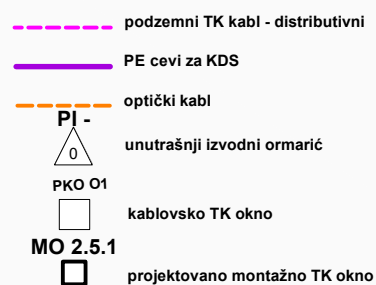 podzemni TK kabl - distributivni
PE cevi za KDS
optički kabl
PI -
0
unutrašnji izvodni ormarić
PKO O1
kablovsko TK okno
MO 2.5.1
projektovano montažno TK okno